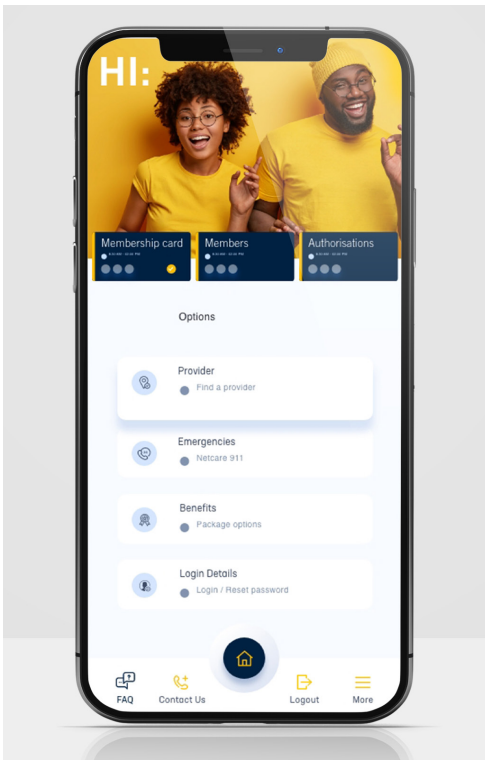 HI:
Membership card
Members
Authorisations
Options
Provider
Find a provider
Emergencies
Netcare 911
Benefits
Package options
Login Details
Login / Reset password
FAQ
Contact Us
Logout
More